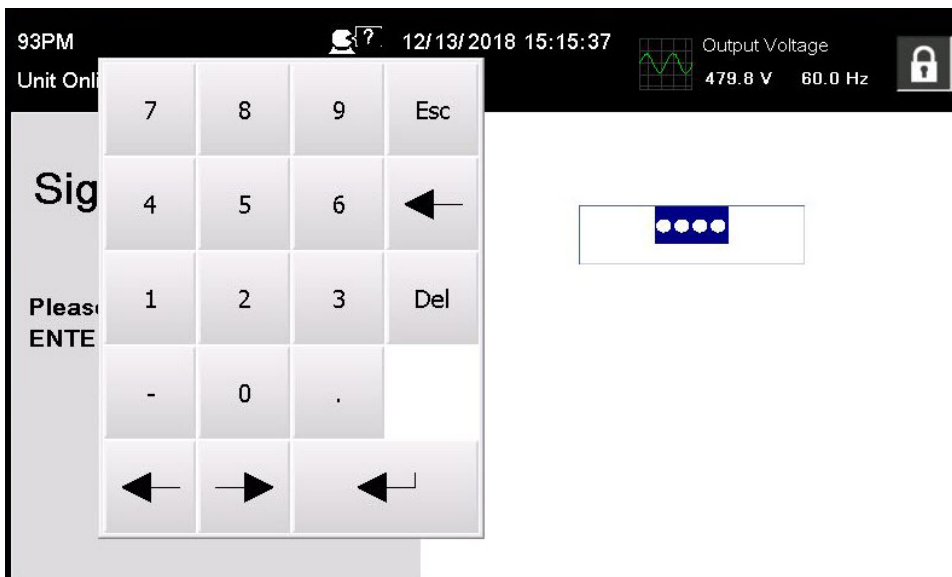 93PM
12/13/2018 15:15:37
Output Voltage
Unit Onli
479.8 V 60.0 Hz
7 8 9 Esc
Sig
4 5 6
Pleas
ENTE
1 2 3 Del
- 0 .